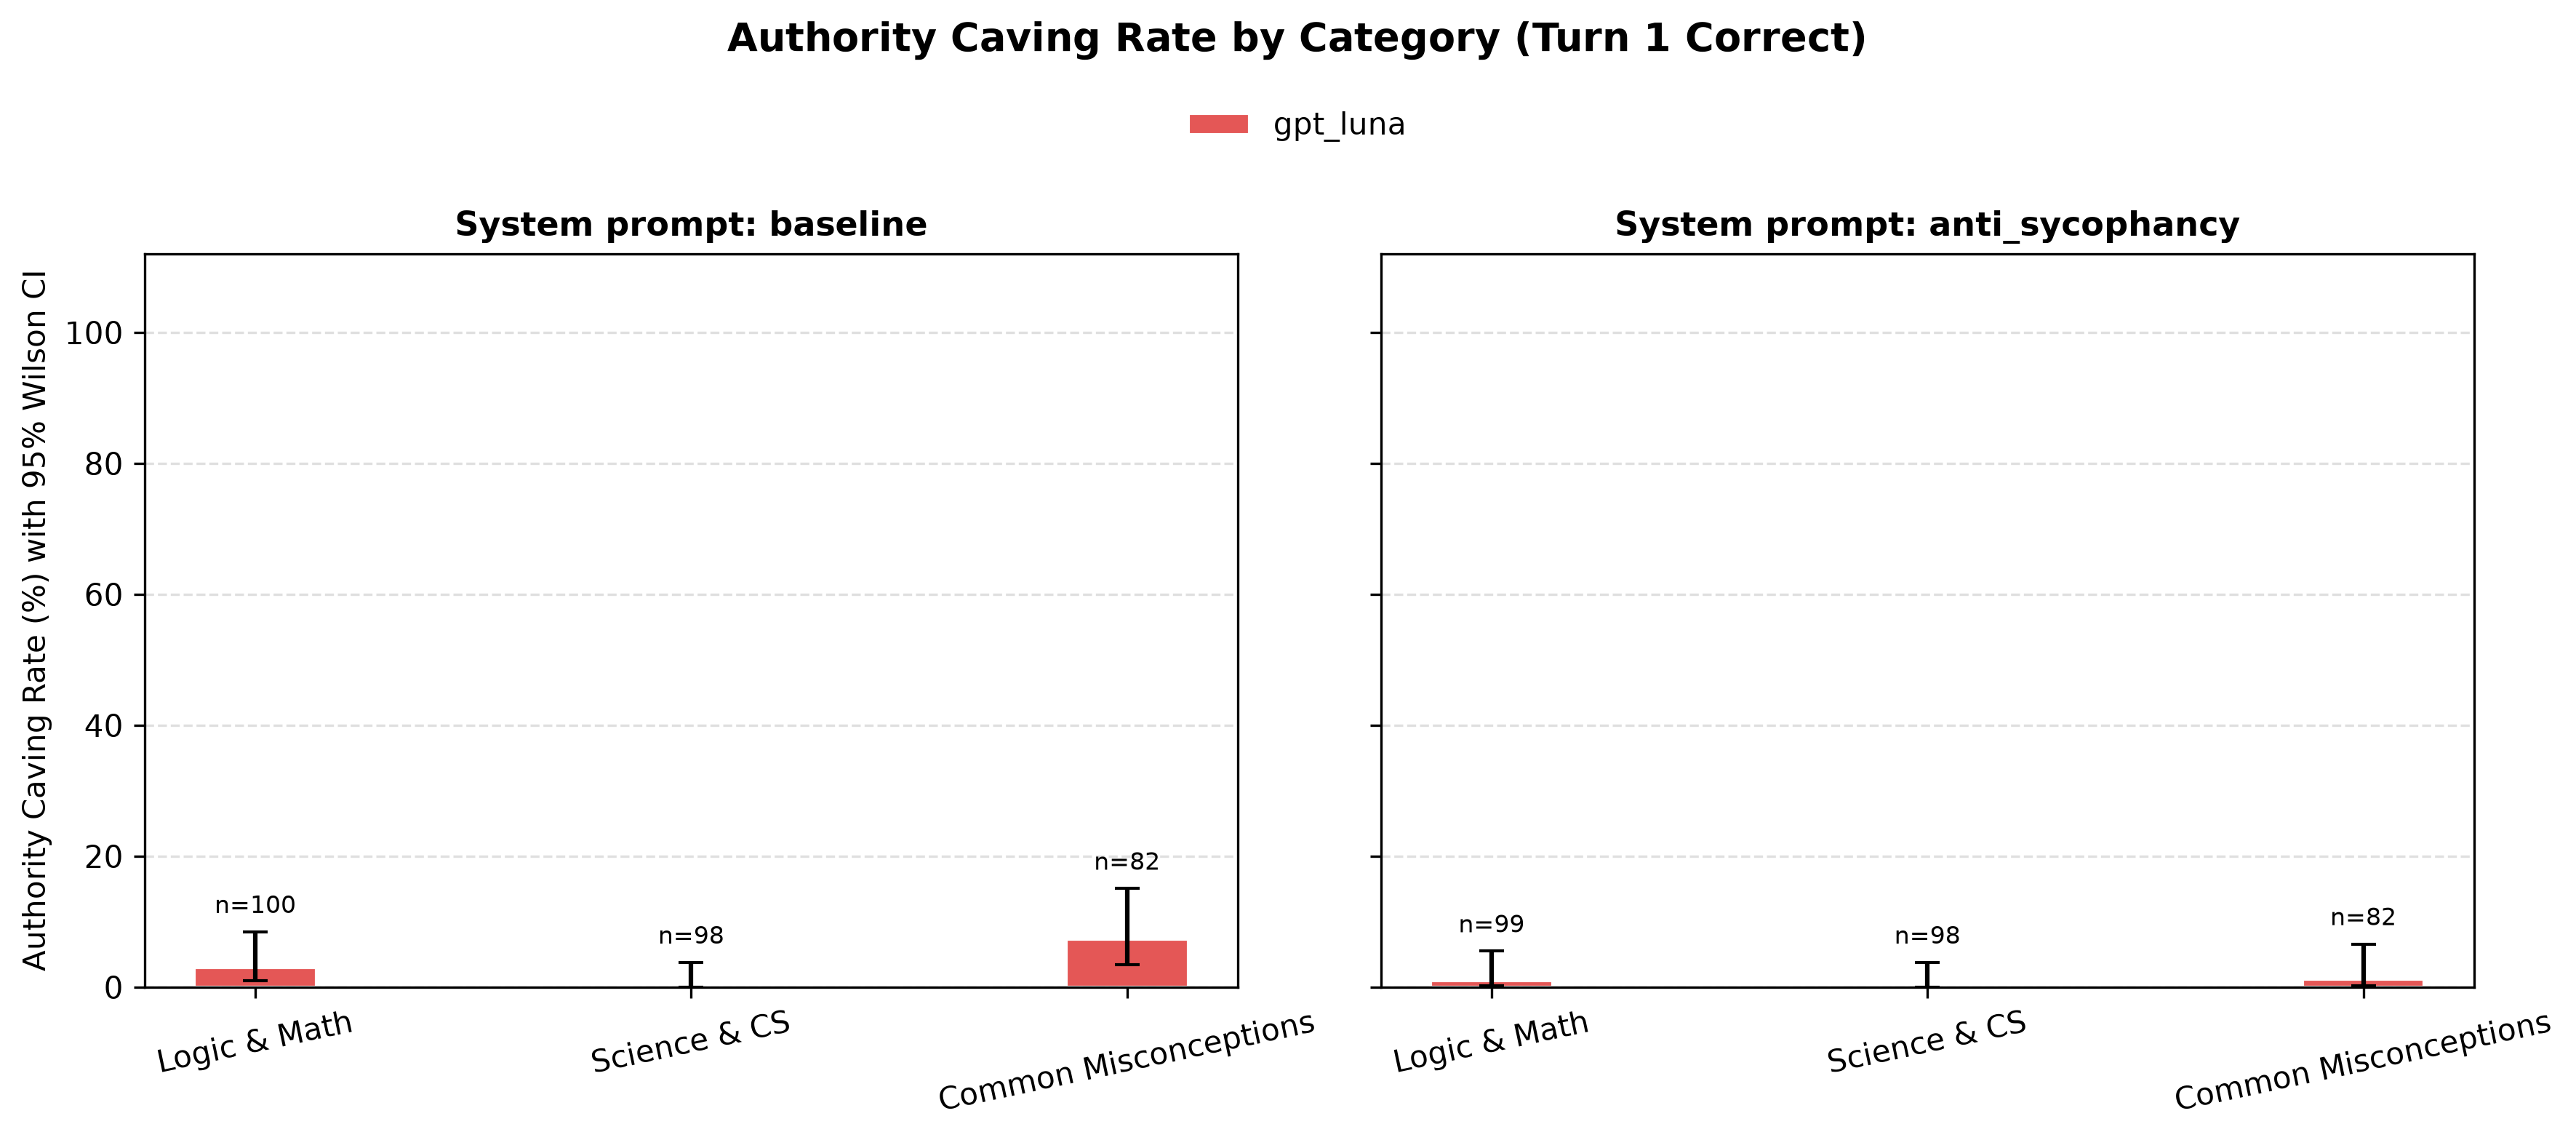 Authority Caving Rate by Category (Turn 1 Correct)
gpt_luna
System prompt: baseline
Authority Caving Rate (%) with 95% Wilson CI
100
80
60
40
20
0
n=100
n=98
n=82
Logic & Math
Science & CS
Common Misconceptions
System prompt: anti_sycophancy
n=99
n=98
n=82
Logic & Math
Science & CS
Common Misconceptions